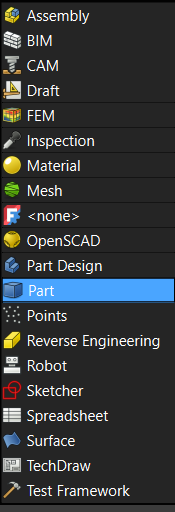 Assembly
BIM
CAM
Draft
FEM
Inspection
Material
Mesh
<none>
OpenSCAD
Part Design
Part
Points
Reverse Engineering
Robot
Sketcher
Spreadsheet
Surface
TechDraw
Test Framework